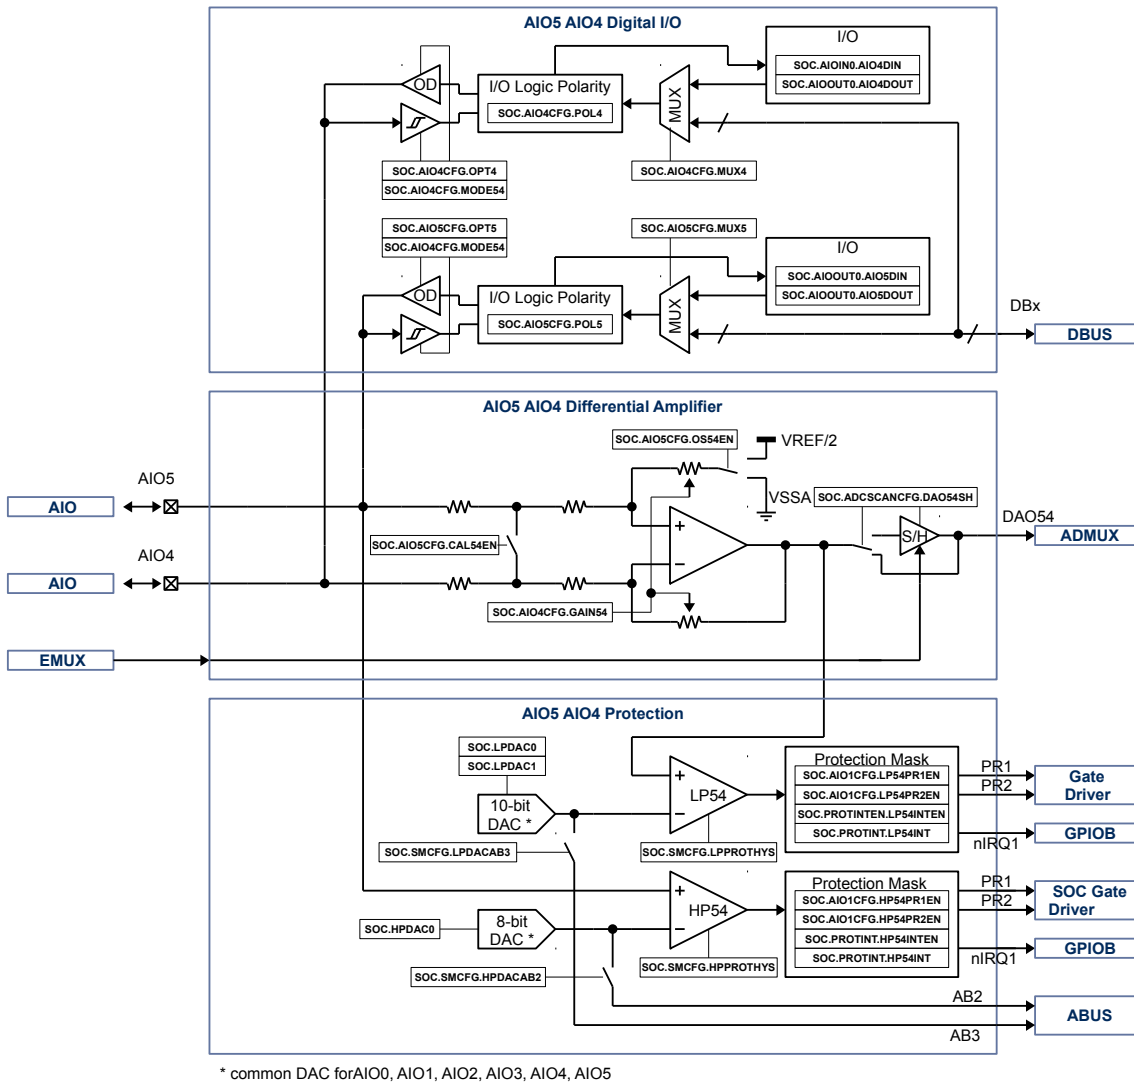 AIO5 AIO4 Digital I/O
I/O
SOC.AIOIN0.AIO4DIN
SOC.AIOOUT0.AIO4DOUT
OD
I/O Logic Polarity
SOC.AIO4CFG.POL4
MUX
SOC.AIO4CFG.OPT4
SOC.AIO4CFG.MODE54
SOC.AIO4CFG.MUX4
SOC.AIO5CFG.OPT5
SOC.AIO4CFG.MODE54
SOC.AIO5CFG.MUX5
I/O
SOC.AIOOUT0.AIO5DIN
SOC.AIOOUT0.AIO5DOUT
OD
I/O Logic Polarity
SOC.AIO5CFG.POL5
MUX
DBx
DBUS
AIO5 AIO4 Differential Amplifier
SOC.AIO5CFG.OS54EN
VREF/2
VSSA
SOC.ADCSCANCFG.DAO54SH
AIO5
AIO
DAO54
ADMUX
S/H
+
−
SOC.AIO5CFG.CAL54EN
AIO4
AIO
SOC.AIO4CFG.GAIN54
EMUX
AIO5 AIO4 Protection
SOC.LPDAC0
SOC.LPDAC1
10-bit
DAC *
+
−
LP54
SOC.SMCFG.LPDACAB3
SOC.SMCFG.LPPROTHYS
Protection Mask
SOC.AIO1CFG.LP54PR1EN
SOC.AIO1CFG.LP54PR2EN
SOC.PROTINTEN.LP54INTEN
SOC.PROTINT.LP54INT
PR1
PR2
nIRQ1
Gate
Driver
GPIOB
SOC.HPDAC0
8-bit
DAC *
+
−
HP54
SOC.SMCFG.HPDACAB2
SOC.SMCFG.HPPROTHYS
Protection Mask
SOC.AIO1CFG.HP54PR1EN
SOC.AIO1CFG.HP54PR2EN
SOC.PROTINT.HP54INTEN
SOC.PROTINT.HP54INT
PR1
PR2
nIRQ1
SOC Gate
Driver
GPIOB
AB2
AB3
ABUS
* common DAC forAIO0, AIO1, AIO2, AIO3, AIO4, AIO5